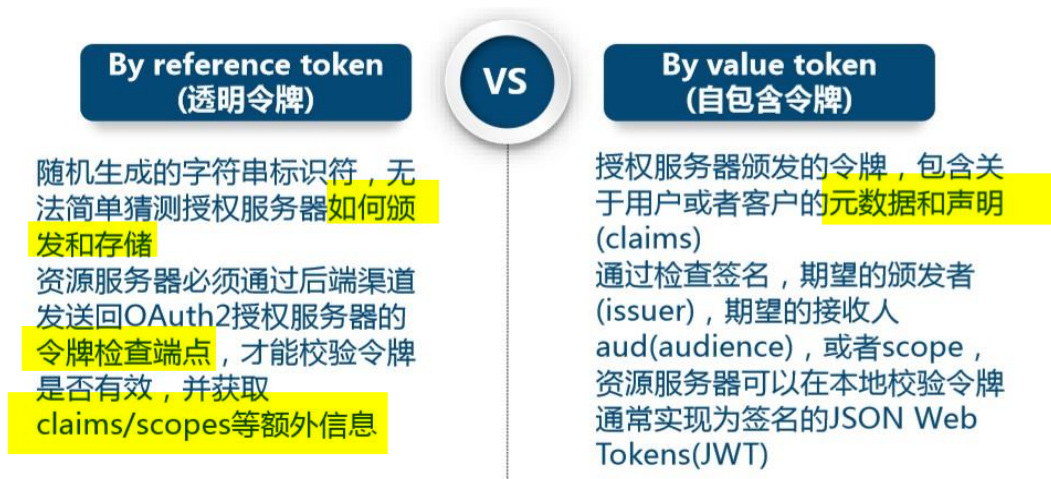 By reference token
(透明令牌)
VS
By value token
(自包含令牌)
随机生成的字符串标识符，无
法简单猜测授权服务器如何颁
发和存储
资源服务器必须通过后端渠道
发送回OAuth2授权服务器的
令牌检查端点，才能校验令牌
是否有效，并获取
claims/scopes等额外信息
授权服务器颁发的令牌，包含关
于用户或者客户的元数据和声明
(claims)
通过检查签名，期望的颁发者
(issuer)，期望的接收人
aud(audience)，或者scope，
资源服务器可以在本地校验令牌
通常实现为签名的JSON Web
Tokens(JWT)